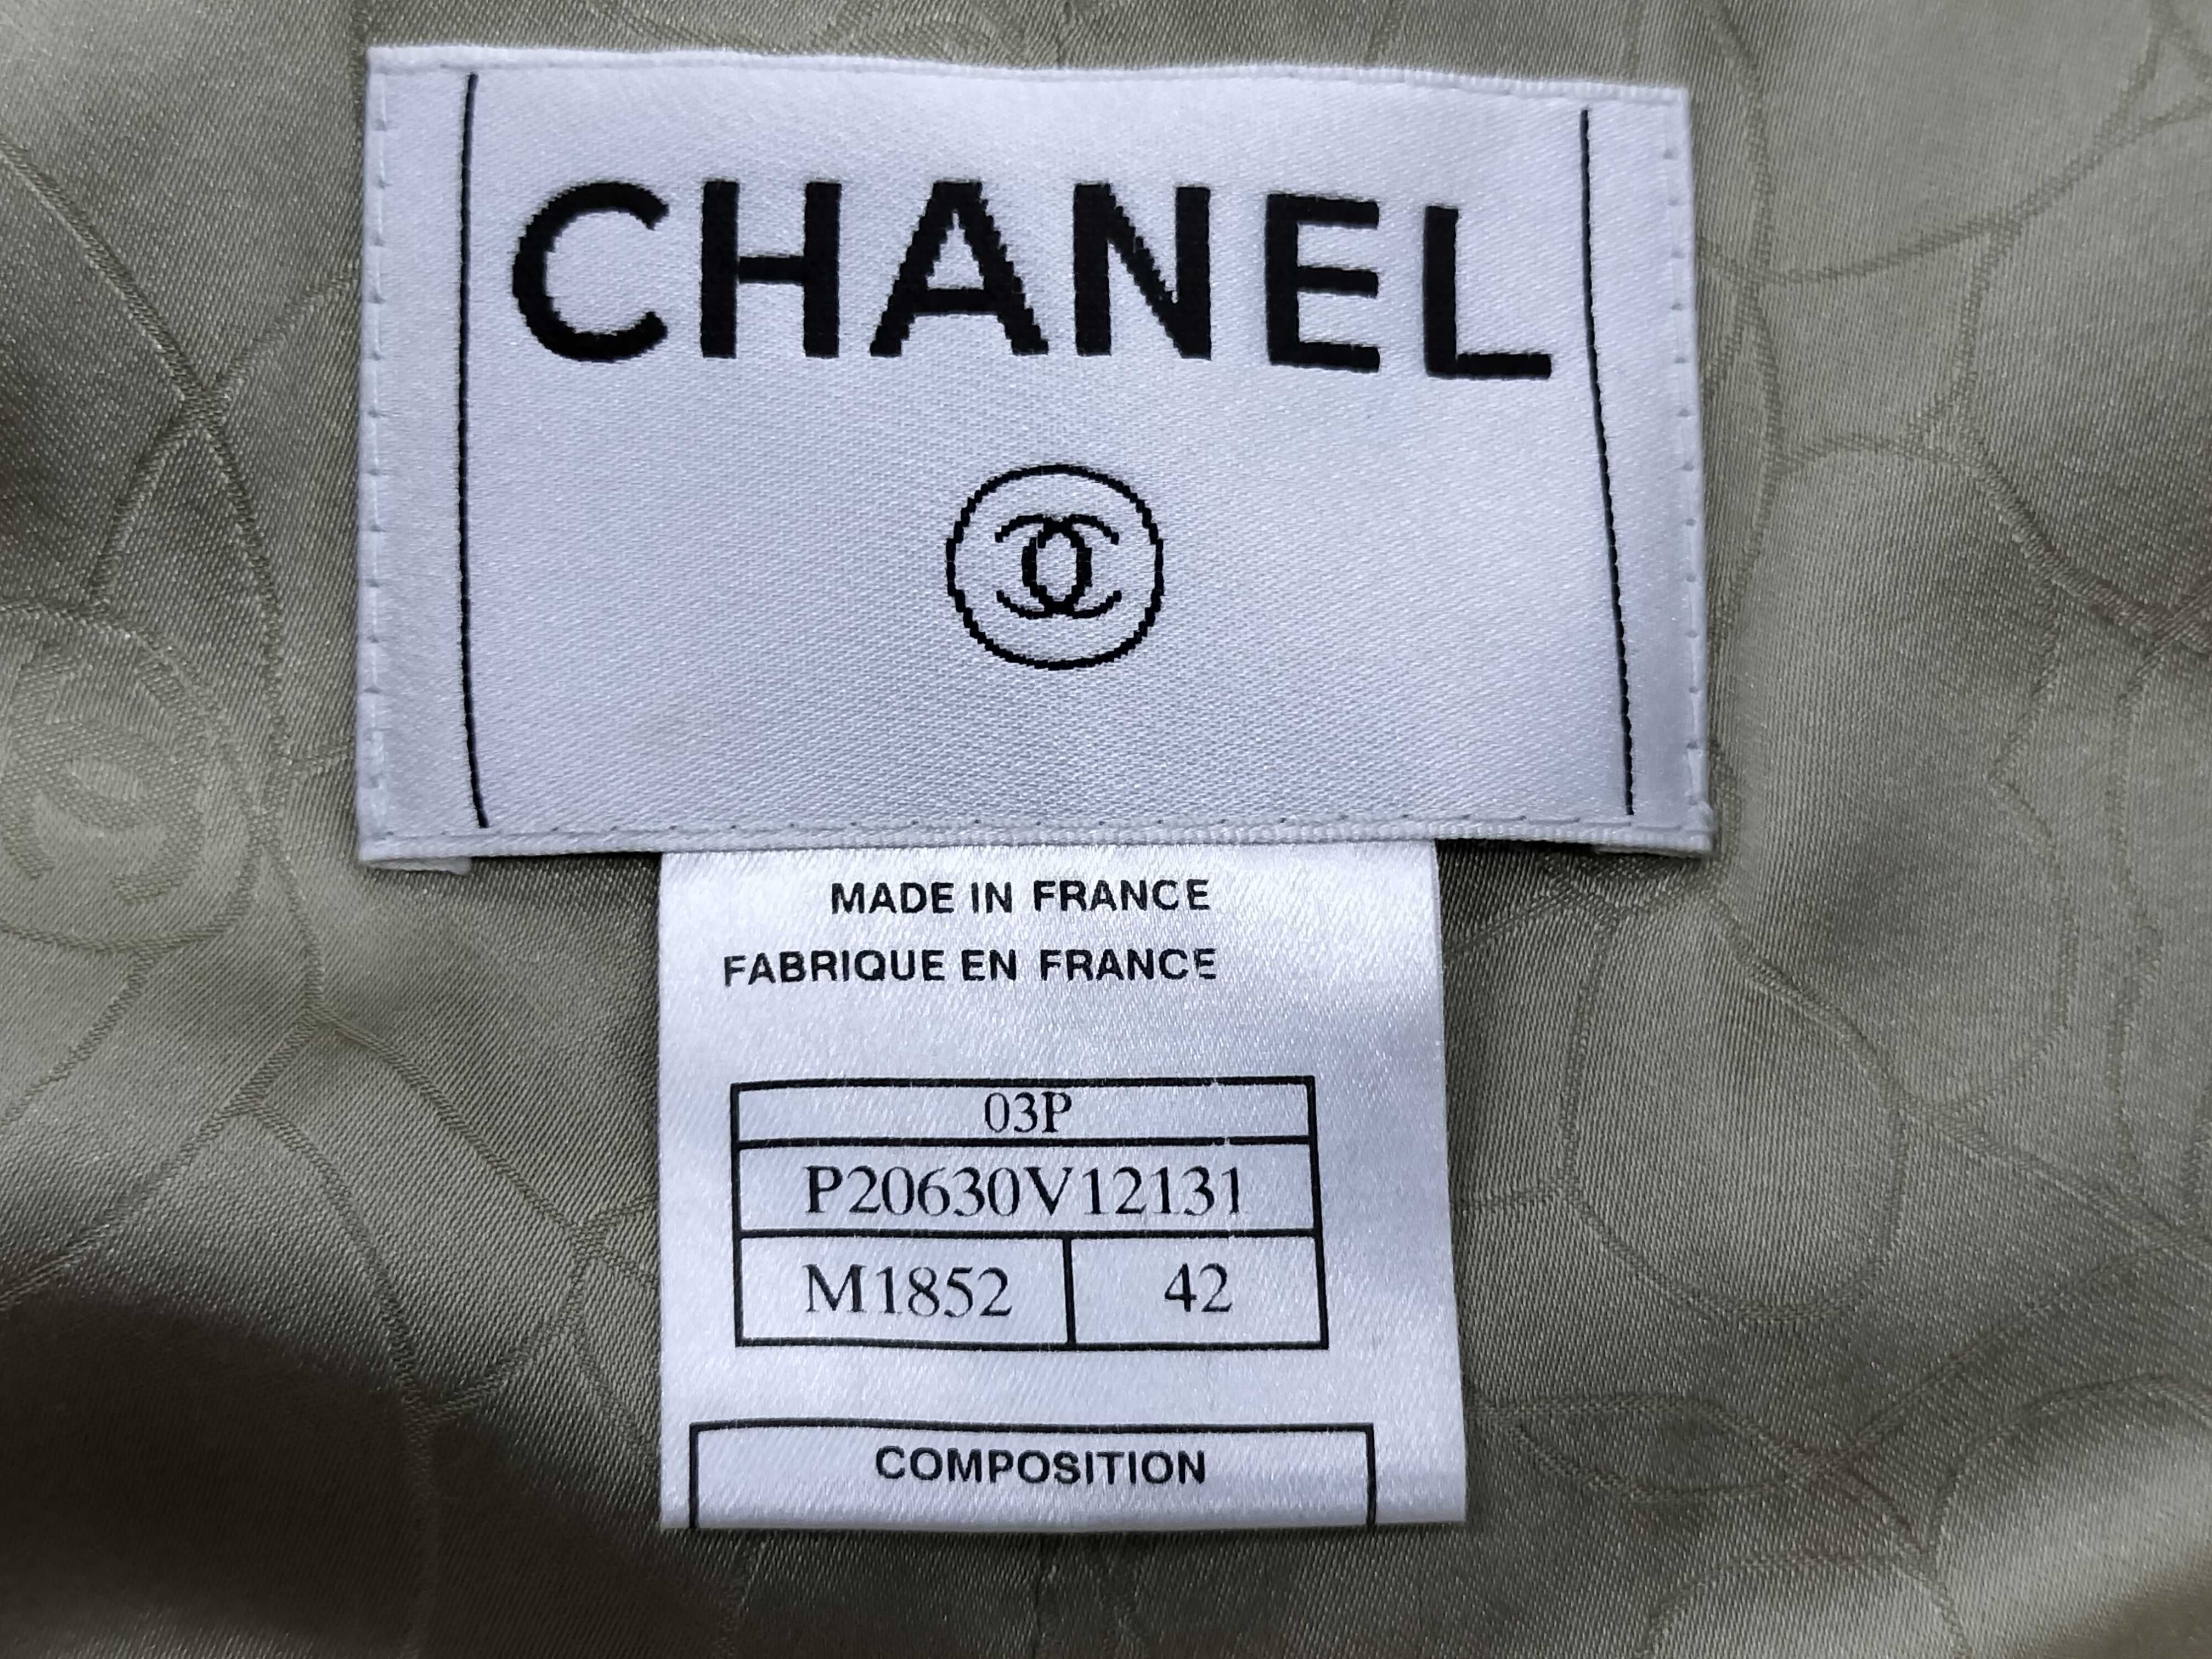 CHANEL
MADE IN FRANCE
FABRIQUE EN FRANCE
03P
P20630V12131
M1852 42
COMPOSITION